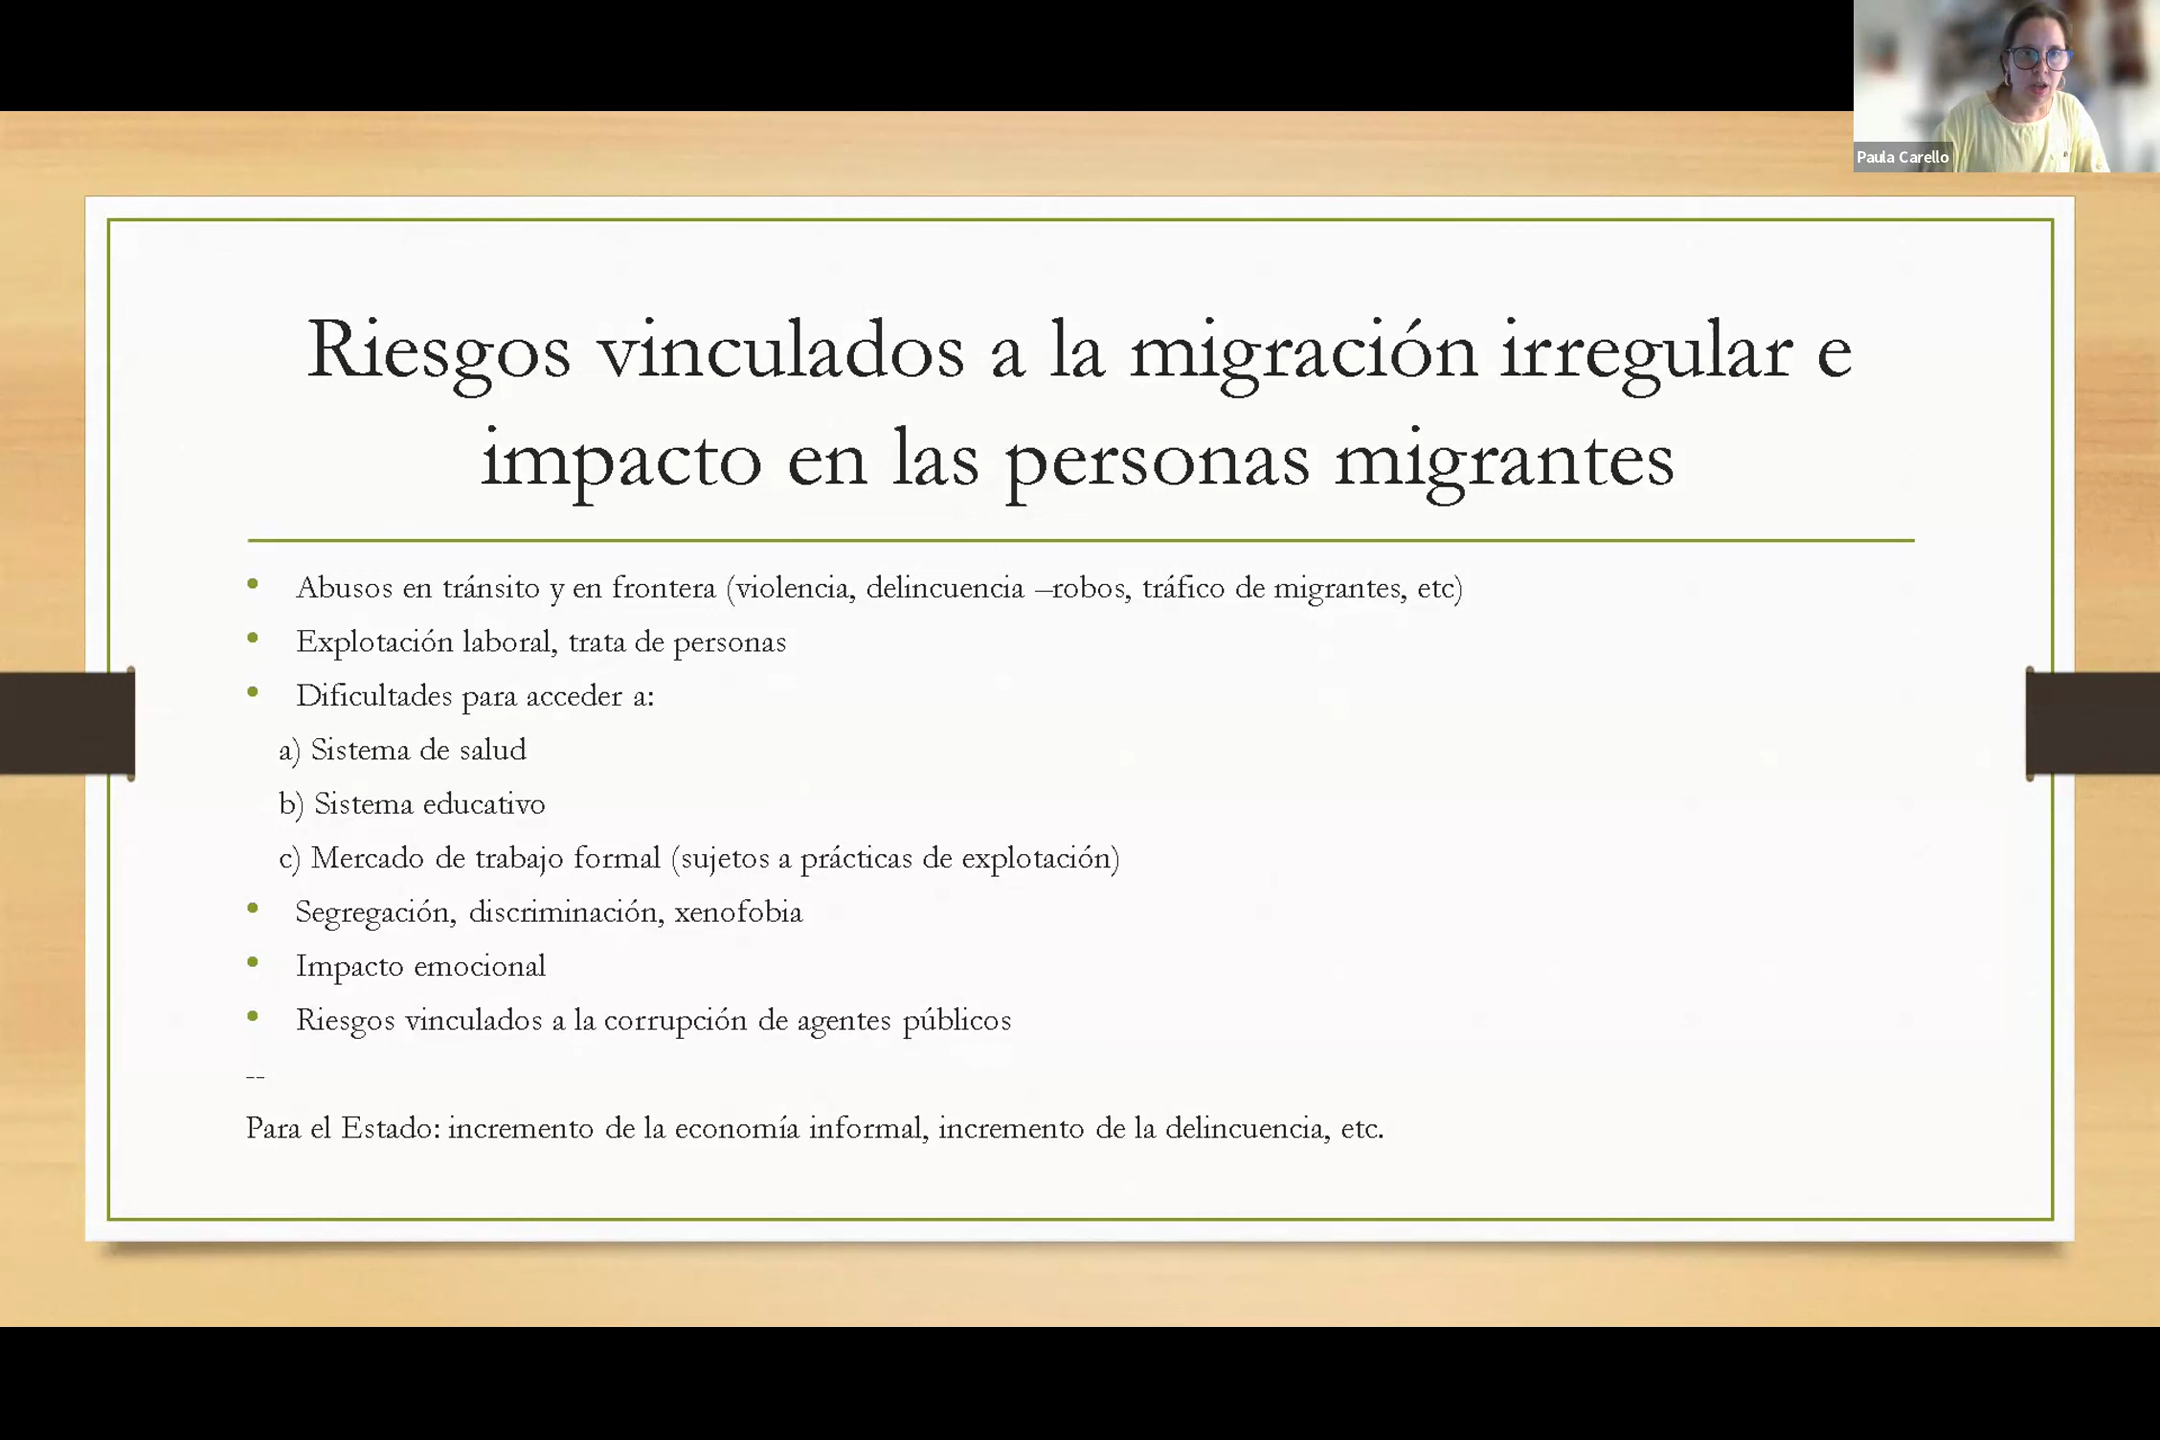 Paula Carello
Riesgos vinculados a la migración irregular e
impacto en las personas migrantes
• Abusos en tránsito y en frontera (violencia, delincuencia –robos, tráfico de migrantes, etc)
• Explotación laboral, trata de personas
• Dificultades para acceder a:
a) Sistema de salud
b) Sistema educativo
c) Mercado de trabajo formal (sujetos a prácticas de explotación)
• Segregación, discriminación, xenofobia
• Impacto emocional
• Riesgos vinculados a la corrupción de agentes públicos
--
Para el Estado: incremento de la economía informal, incremento de la delincuencia, etc.